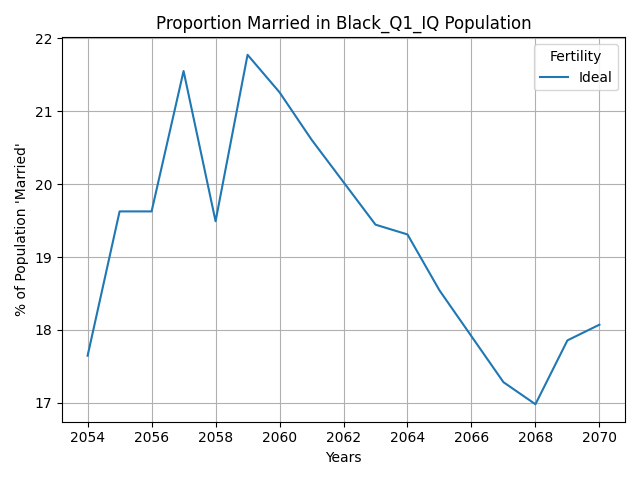 Proportion Married in Black_Q1_IQ Population
Fertility
Ideal
% of Population 'Married'
22
21
20
19
18
17
2054 2056 2058 2060 2062 2064 2066 2068 2070
Years